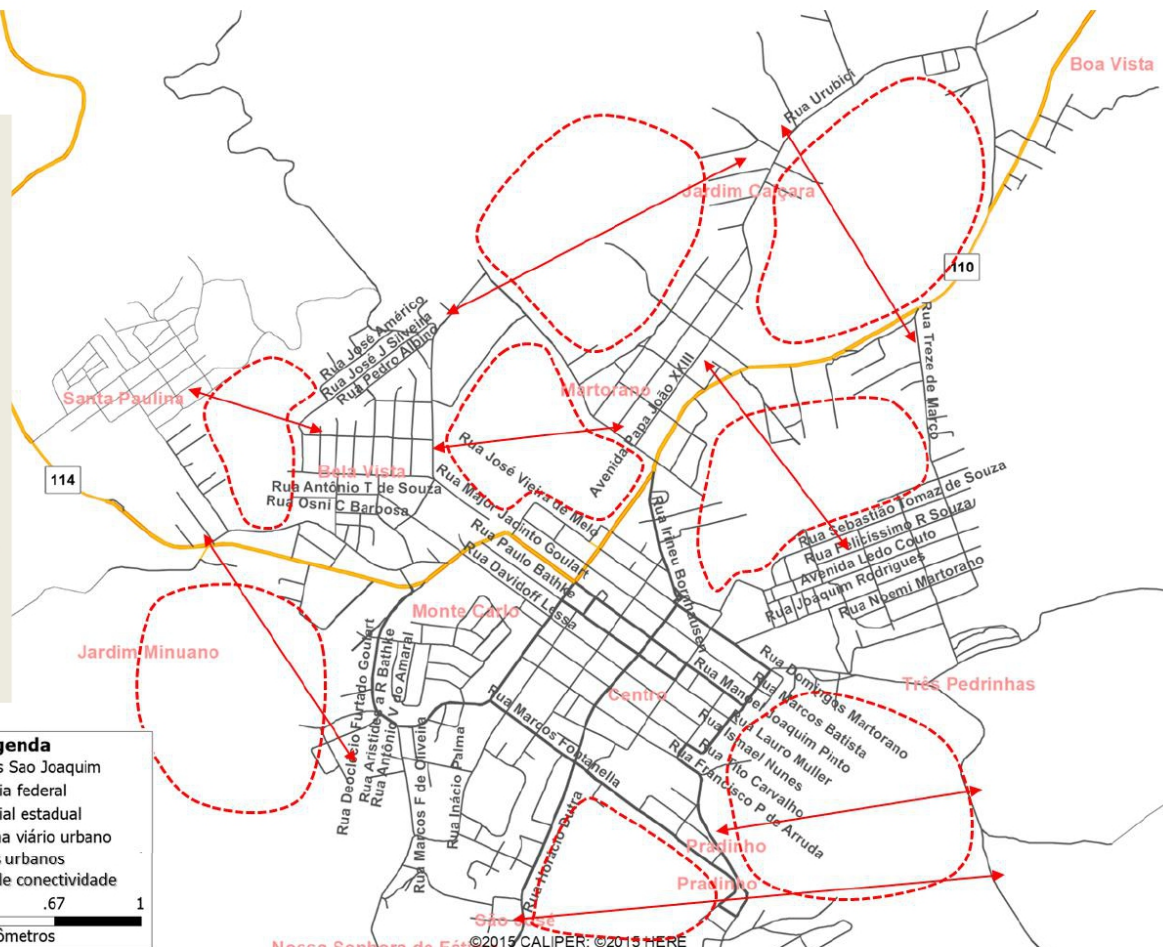 Boa Vista
Rua Urubici
Jardim Caiçara
110
Rua José Américo
Rua José J Silveira
Rua Pedro Albino
Rua Treze de Março
Santa Paulina
Martorano
Avenida Papa João XXIII
Bela Vista
114
Rua Antônio T de Souza
Rua Osni C Barbosa
Rua José Vieira de Melo
Rua Major Jacinto Goulart
Rua Paulo Bathke
Rua Davidoff Lessa
Rua Irineu Bornhausen
Rua Sebastião Tomaz de Souza
Rua Felicíssimo R Souza
Avenida Ledo Couto
Rua Joaquim Rodrigues
Rua Noemi Martorano
Monte Carlo
Jardim Minuano
Centro
Três Pedrinhas
Rua Domingos Martorano
Rua Marcos Batista
Rua Manoel Joaquim Pinto
Rua Lauro Muller
Rua Ismael Nunes
Rua Vito Carvalho
Rua Francisco P de Arruda
Rua Marcos Fontanella
Rua Deoclécio Furtado Goulart
Rua Aristides a R Bathke
Rua Antônio V do Amaral
Rua Marcos F de Oliveira
Rua Inácio Palma
Rua Horácio Dutra
Pradinho
Pradinho
São José
genda
s Sao Joaquim
ia federal
ial estadual
a viário urbano
urbanos
de conectividade
.67 1
ômetros
©2015 CALIPER; ©2015 HERE